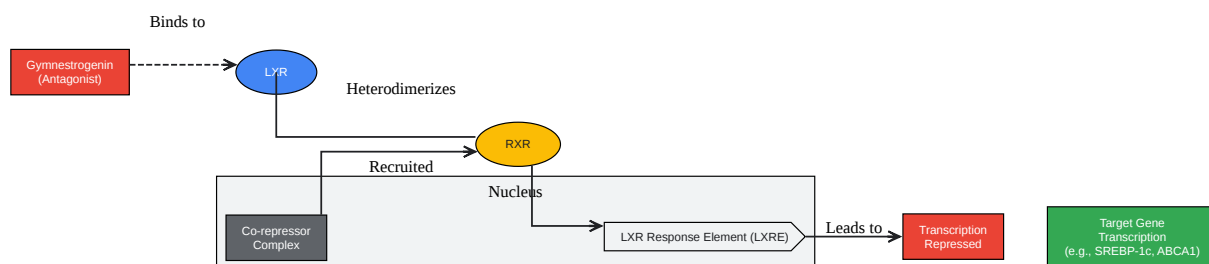 Binds to
Gymnestrogenin
(Antagonist)
LXR
Heterodimerizes
RXR
Recruited
Nucleus
Co-repressor
Complex
LXR Response Element (LXRE)
Leads to
Transcription
Repressed
Target Gene
Transcription
(e.g., SREBP-1c, ABCA1)